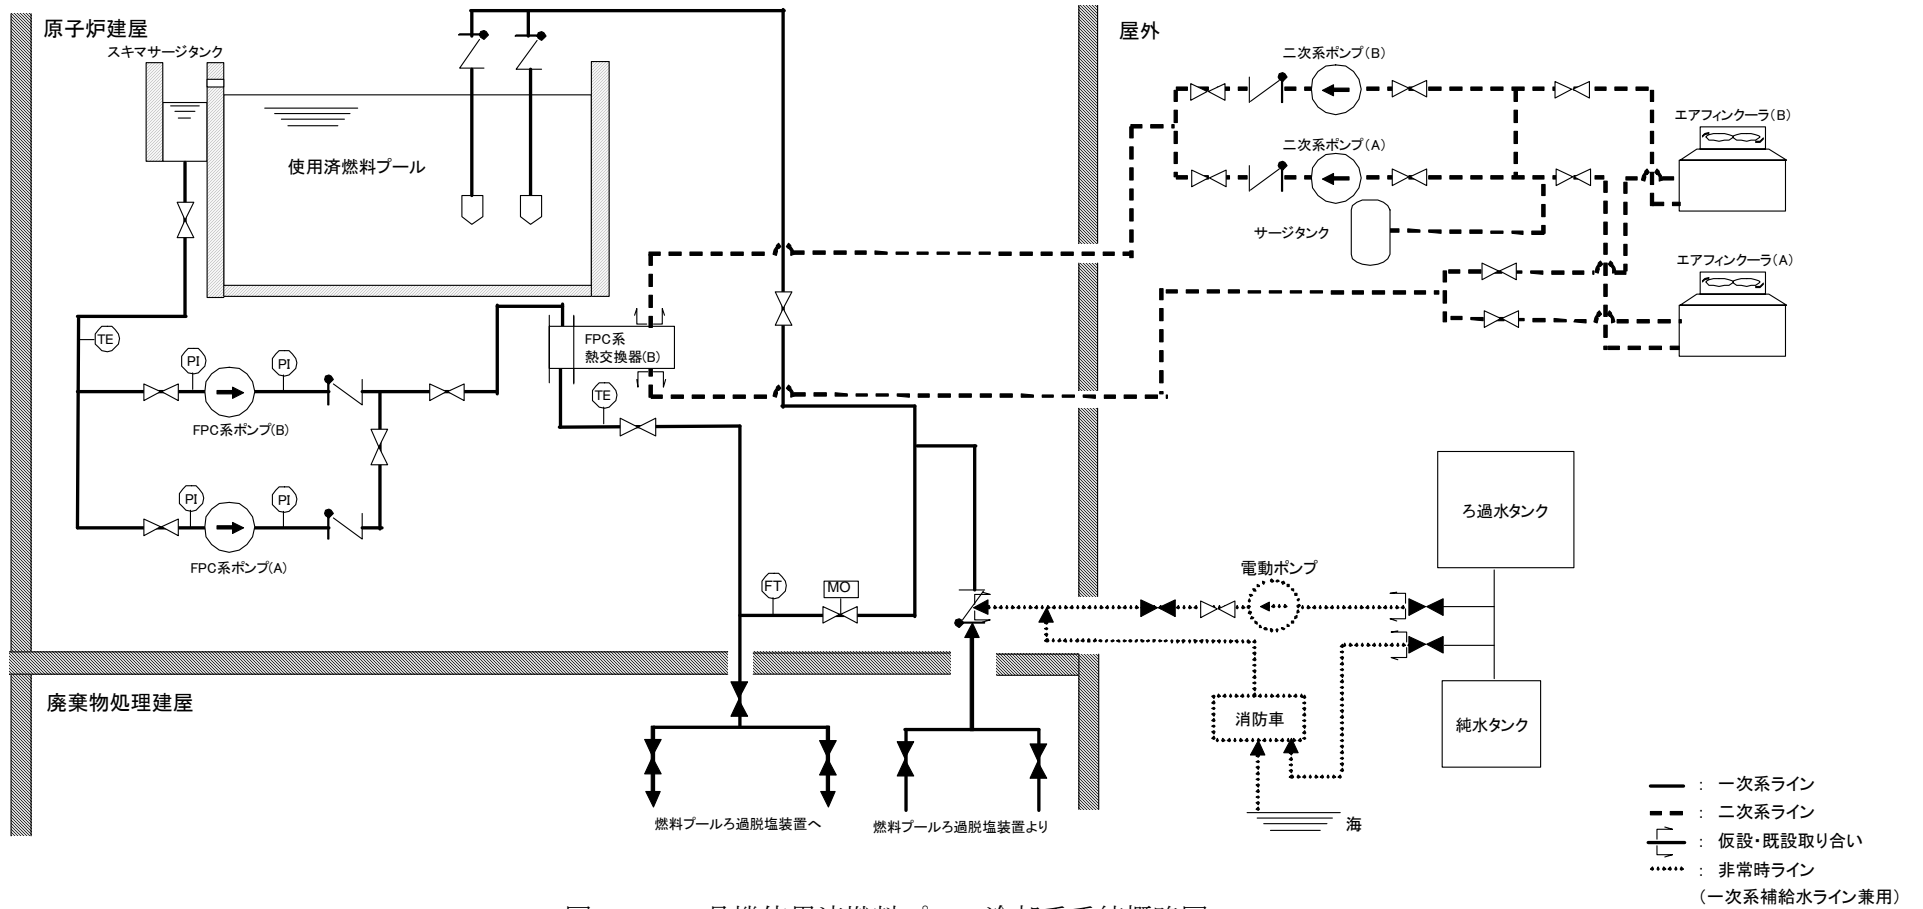 原子炉建屋
スキマサージタンク
使用済燃料プール
TE
PI
PI
FPC系ポンプ(B)
PI
PI
FPC系ポンプ(A)
FPC系
熱交換器(B)
TE
FT
MO
屋外
二次系ポンプ(B)
二次系ポンプ(A)
サージタンク
エアフィンクーラ(B)
エアフィンクーラ(A)
ろ過水タンク
電動ポンプ
消防車
純水タンク
海
廃棄物処理建屋
燃料プールろ過脱塩装置へ
燃料プールろ過脱塩装置より
： 一次系ライン
： 二次系ライン
： 仮設・既設取り合い
： 非常時ライン
（一次系補給水ライン兼用）